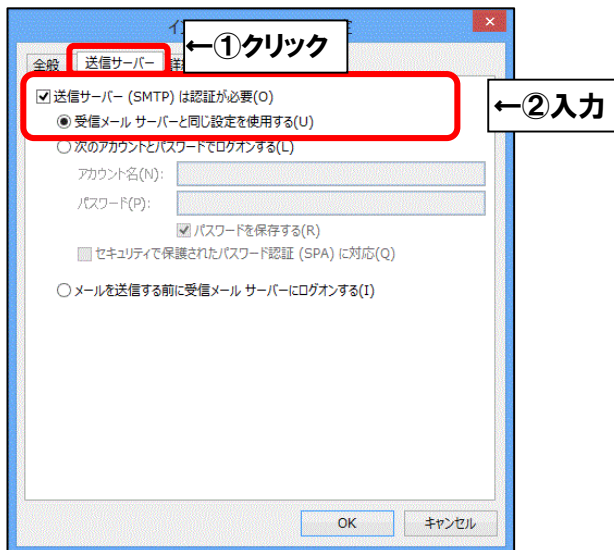 ←①クリック
全般 送信サーバー
送信サーバー (SMTP) は認証が必要(O)
←②入力
受信メール サーバーと同じ設定を使用する(U)
次のアカウントとパスワードでログオンする(L)
アカウント名(N):
パスワード(P):
パスワードを保存する(R)
セキュリティで保護されたパスワード認証 (SPA) に対応(Q)
メールを送信する前に受信メール サーバーにログオンする(I)
OK キャンセル